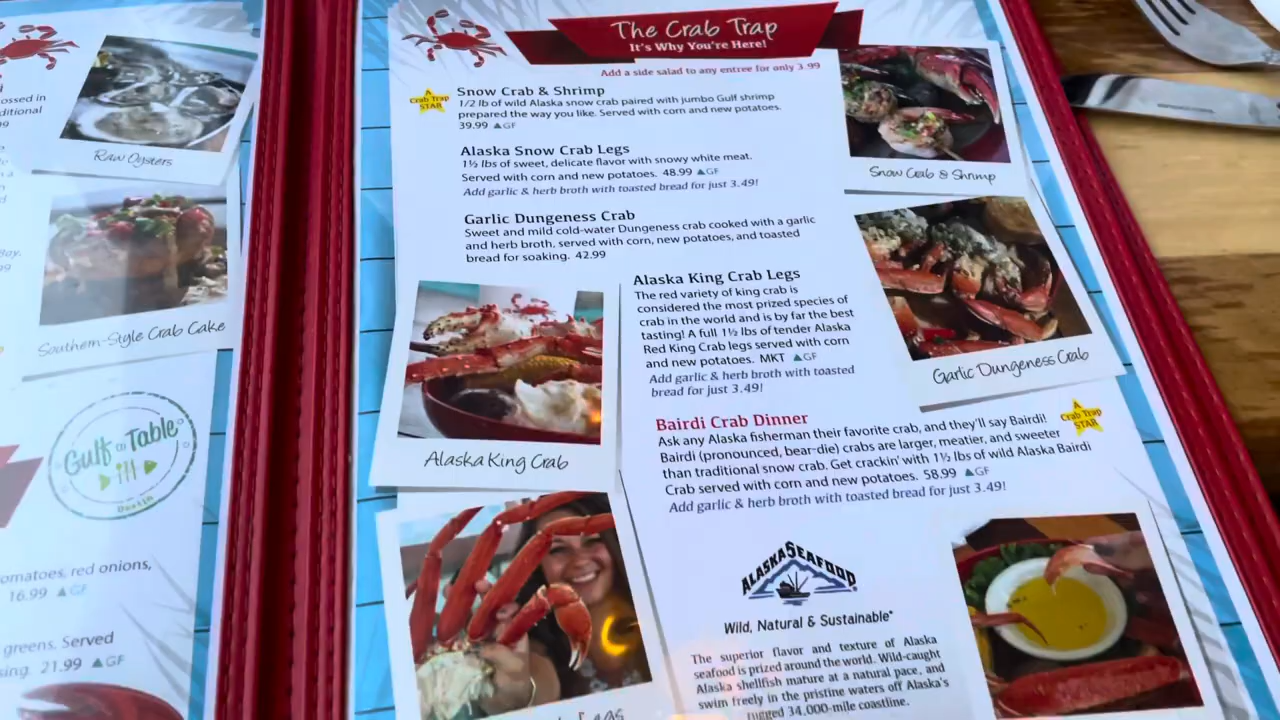 ossed in
ditional
Raw Oysters
Southern-Style Crab Cake
Gulf to Table
Destin
omatoes, red onions,
16.99 ▲GF
greens. Served
sing. 21.99 ▲GF
The Crab Trap
It's Why You're Here!
Add a side salad to any entree for only 3.99
A
Crab Trap
STAR
Snow Crab & Shrimp
1/2 lb of wild Alaska snow crab paired with jumbo Gulf shrimp
prepared the way you like. Served with corn and new potatoes.
39.99 ▲GF
Alaska Snow Crab Legs
1½ lbs of sweet, delicate flavor with snowy white meat.
Served with corn and new potatoes. 48.99 ▲GF
Add garlic & herb broth with toasted bread for just 3.49!
Snow Crab & Shrimp
Garlic Dungeness Crab
Sweet and mild cold-water Dungeness crab cooked with a garlic
and herb broth, served with corn, new potatoes, and toasted
bread for soaking. 42.99
Alaska King Crab Legs
The red variety of king crab is
considered the most prized species of
crab in the world and is by far the best
tasting! A full 1½ lbs of tender Alaska
Red King Crab legs served with corn
and new potatoes. MKT ▲GF
Add garlic & herb broth with toasted
bread for just 3.49!
Garlic Dungeness Crab
Alaska King Crab
Bairdi Crab Dinner
Ask any Alaska fisherman their favorite crab, and they'll say Bairdi!
Bairdi (pronounced, bear-die) crabs are larger, meatier, and sweeter
than traditional snow crab. Get crackin' with 1½ lbs of wild Alaska Bairdi
Crab served with corn and new potatoes. 58.99 ▲GF
Add garlic & herb broth with toasted bread for just 3.49!
A
Crab Trap
STAR
ALASKA SEAFOOD
Wild, Natural & Sustainable*
The superior flavor and texture of Alaska
seafood is prized around the world. Wild-caught
Alaska shellfish mature at a natural pace, and
swim freely in the pristine waters off Alaska's
rugged 34,000-mile coastline.